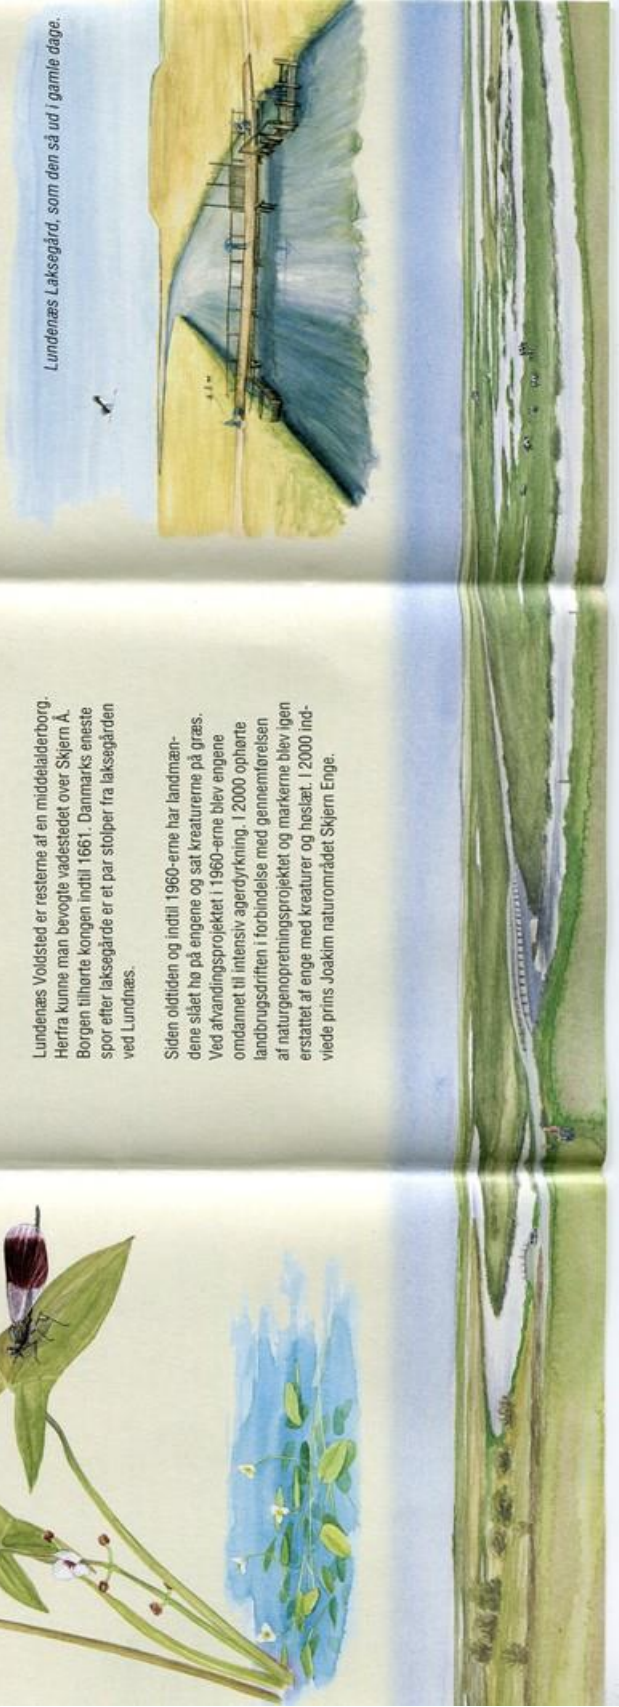 Lundenæs Voldsted er resterne af en middelalderborg.
Herfra kunne man bevogte vadestedet over Skjern Å.
Borgen tilhørte kongen indtil 1661. Danmarks eneste
spor efter laksegårde er et par stolper fra laksegården
ved Lundnæs.
Siden oldtiden og indtil 1960-erne har landmæn-
dene slået hø på engene og sat kreaturerne på græs.
Ved afvandingsprojektet i 1960-erne blev engene
omdannet til intensiv agerdyrkning. I 2000 ophørte
landbrugsdriften i forbindelse med gennemførelsen
af naturgenopretningsprojektet og markerne blev igen
erstattet af enge med kreaturer og høslæt. I 2000 ind-
viede prins Joakim naturområdet Skjern Enge.
Lundenæs Laksegård, som den så ud i gamle dage.